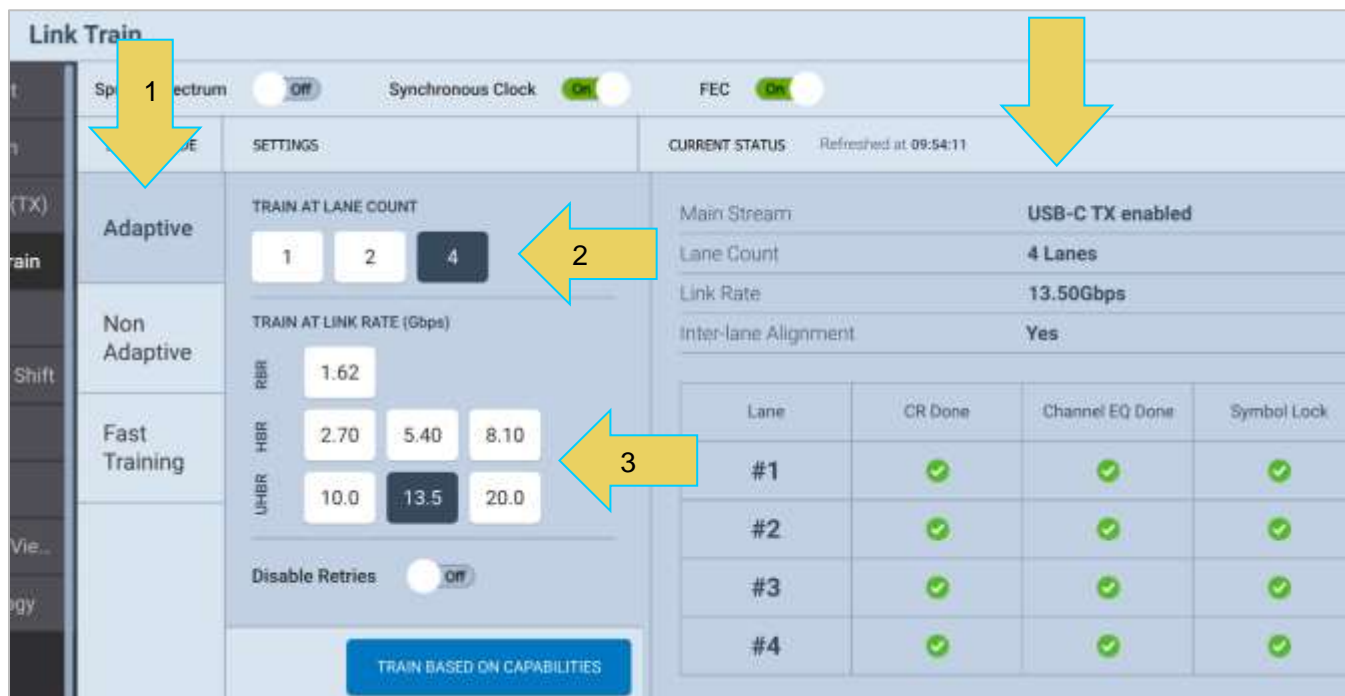 Link Train
1
Off
Synchronous Clock
On
FEC
On
SETTINGS
CURRENT STATUS
Refreshed at 09:54:11
(TX)
Shift
Adaptive
Non
Adaptive
Fast
Training
TRAIN AT LANE COUNT
1
2
4
2
TRAIN AT LINK RATE (Gbps)
RBR
1.62
HBR
2.70
5.40
8.10
3
UHBR
10.0
13.5
20.0
Disable Retries
Off
TRAIN BASED ON CAPABILITIES
Main Stream
USB-C TX enabled
Lane Count
4 Lanes
Link Rate
13.50Gbps
Inter-lane Alignment
Yes
Lane
CR Done
Channel EQ Done
Symbol Lock
#1
#2
#3
#4